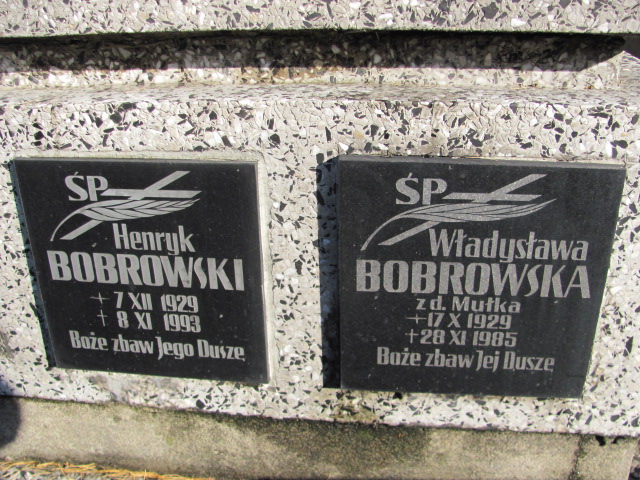 ŚP
Henryk
BOBROWSKI
7 XII 1929
8 XI 1993
Boże zbaw Jego Duszę
ŚP
Władysława
BOBROWSKA
z d. Mułka
17 X 1929
28 XI 1985
Boże zbaw Jej Duszę